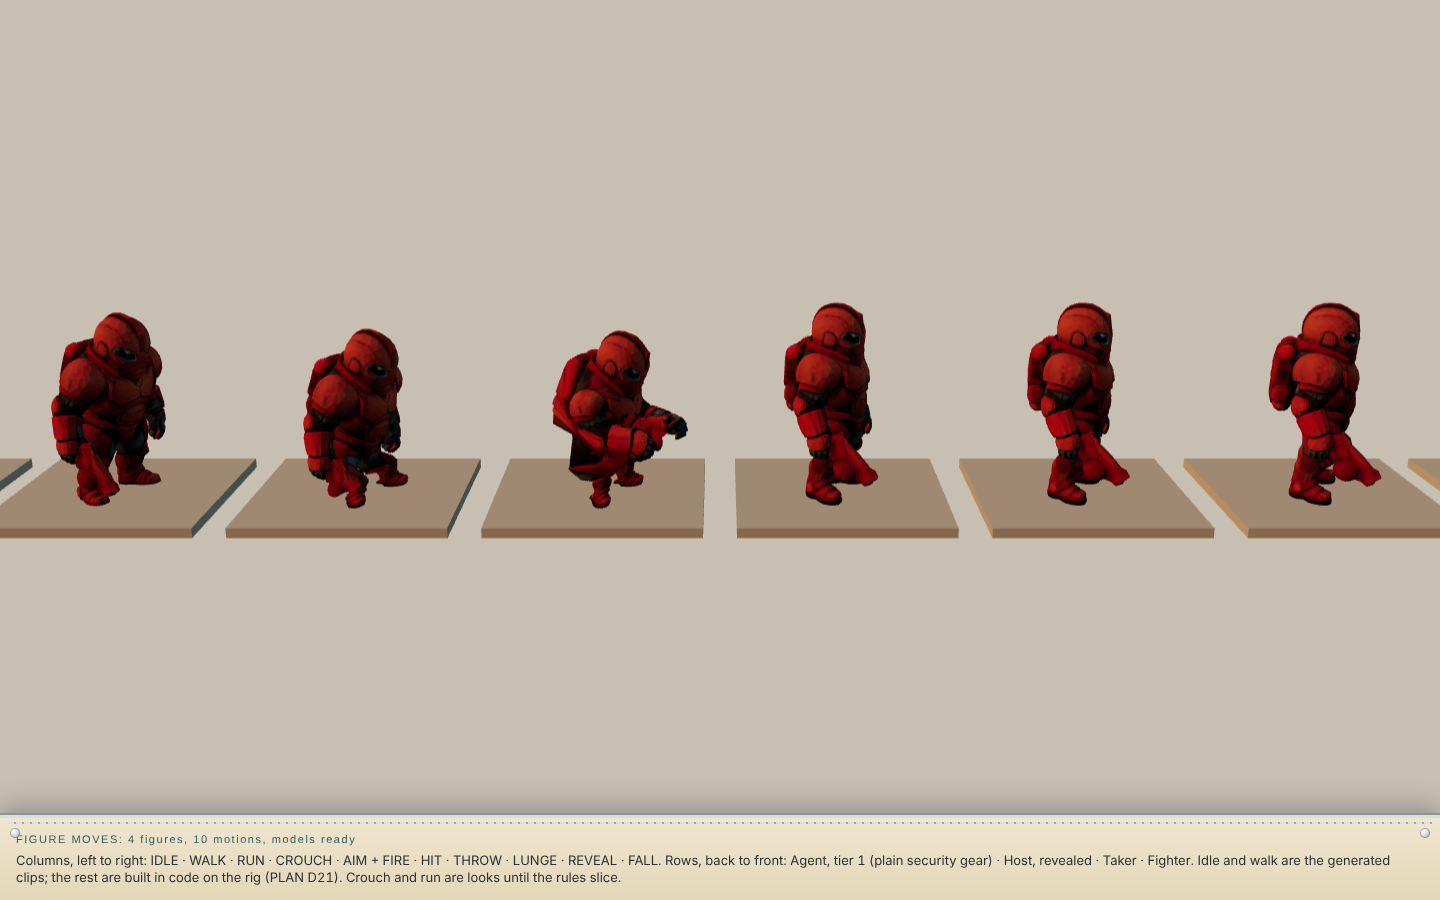 FIGURE MOVES: 4 figures, 10 motions, models ready
Columns, left to right: IDLE · WALK · RUN · CROUCH · AIM + FIRE · HIT · THROW · LUNGE · REVEAL · FALL. Rows, back to front: Agent, tier 1 (plain security gear) · Host, revealed · Taker · Fighter. Idle and walk are the generated
clips; the rest are built in code on the rig (PLAN D21). Crouch and run are looks until the rules slice.